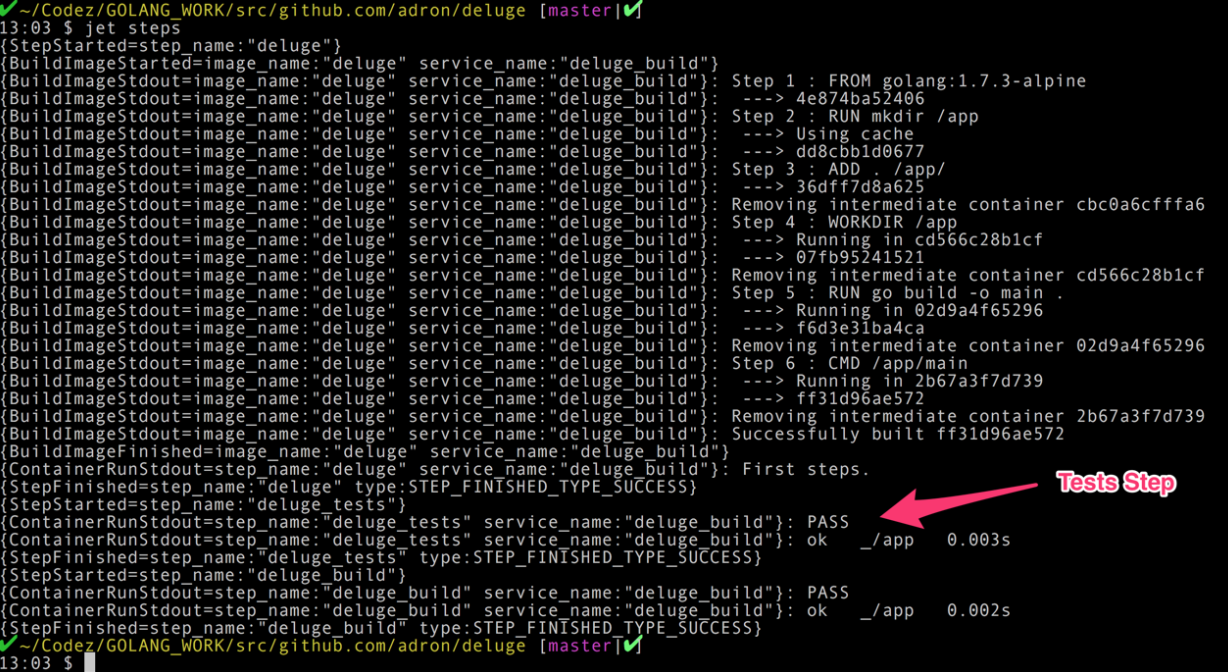 ✔~/Codez/GOLANG_WORK/src/github.com/adron/deluge [master|✔]
13:03 $ jet steps
{StepStarted=step_name:"deluge"}
{BuildImageStarted=image_name:"deluge" service_name:"deluge_build"}
{BuildImageStdout=image_name:"deluge" service_name:"deluge_build"}: Step 1 : FROM golang:1.7.3-alpine
{BuildImageStdout=image_name:"deluge" service_name:"deluge_build"}:  ---> 4e874ba52406
{BuildImageStdout=image_name:"deluge" service_name:"deluge_build"}: Step 2 : RUN mkdir /app
{BuildImageStdout=image_name:"deluge" service_name:"deluge_build"}:  ---> Using cache
{BuildImageStdout=image_name:"deluge" service_name:"deluge_build"}:  ---> dd8cbb1d0677
{BuildImageStdout=image_name:"deluge" service_name:"deluge_build"}: Step 3 : ADD . /app/
{BuildImageStdout=image_name:"deluge" service_name:"deluge_build"}:  ---> 36dff7d8a625
{BuildImageStdout=image_name:"deluge" service_name:"deluge_build"}: Removing intermediate container cbc0a6cfffa6
{BuildImageStdout=image_name:"deluge" service_name:"deluge_build"}: Step 4 : WORKDIR /app
{BuildImageStdout=image_name:"deluge" service_name:"deluge_build"}:  ---> Running in cd566c28b1cf
{BuildImageStdout=image_name:"deluge" service_name:"deluge_build"}:  ---> 07fb95241521
{BuildImageStdout=image_name:"deluge" service_name:"deluge_build"}: Removing intermediate container cd566c28b1cf
{BuildImageStdout=image_name:"deluge" service_name:"deluge_build"}: Step 5 : RUN go build -o main .
{BuildImageStdout=image_name:"deluge" service_name:"deluge_build"}:  ---> Running in 02d9a4f65296
{BuildImageStdout=image_name:"deluge" service_name:"deluge_build"}:  ---> f6d3e31ba4ca
{BuildImageStdout=image_name:"deluge" service_name:"deluge_build"}: Removing intermediate container 02d9a4f65296
{BuildImageStdout=image_name:"deluge" service_name:"deluge_build"}: Step 6 : CMD /app/main
{BuildImageStdout=image_name:"deluge" service_name:"deluge_build"}:  ---> Running in 2b67a3f7d739
{BuildImageStdout=image_name:"deluge" service_name:"deluge_build"}:  ---> ff31d96ae572
{BuildImageStdout=image_name:"deluge" service_name:"deluge_build"}: Removing intermediate container 2b67a3f7d739
{BuildImageStdout=image_name:"deluge" service_name:"deluge_build"}: Successfully built ff31d96ae572
{BuildImageFinished=image_name:"deluge" service_name:"deluge_build"}
{ContainerRunStdout=step_name:"deluge" service_name:"deluge_build"}: First steps.
{StepFinished=step_name:"deluge" type:STEP_FINISHED_TYPE_SUCCESS}
Tests Step
{StepStarted=step_name:"deluge_tests"}
{ContainerRunStdout=step_name:"deluge_tests" service_name:"deluge_build"}: PASS
{ContainerRunStdout=step_name:"deluge_tests" service_name:"deluge_build"}: ok   _/app   0.003s
{StepFinished=step_name:"deluge_tests" type:STEP_FINISHED_TYPE_SUCCESS}
{StepStarted=step_name:"deluge_build"}
{ContainerRunStdout=step_name:"deluge_build" service_name:"deluge_build"}: PASS
{ContainerRunStdout=step_name:"deluge_build" service_name:"deluge_build"}: ok   _/app   0.002s
{StepFinished=step_name:"deluge_build" type:STEP_FINISHED_TYPE_SUCCESS}
✔~/Codez/GOLANG_WORK/src/github.com/adron/deluge [master|✔]
13:03 $